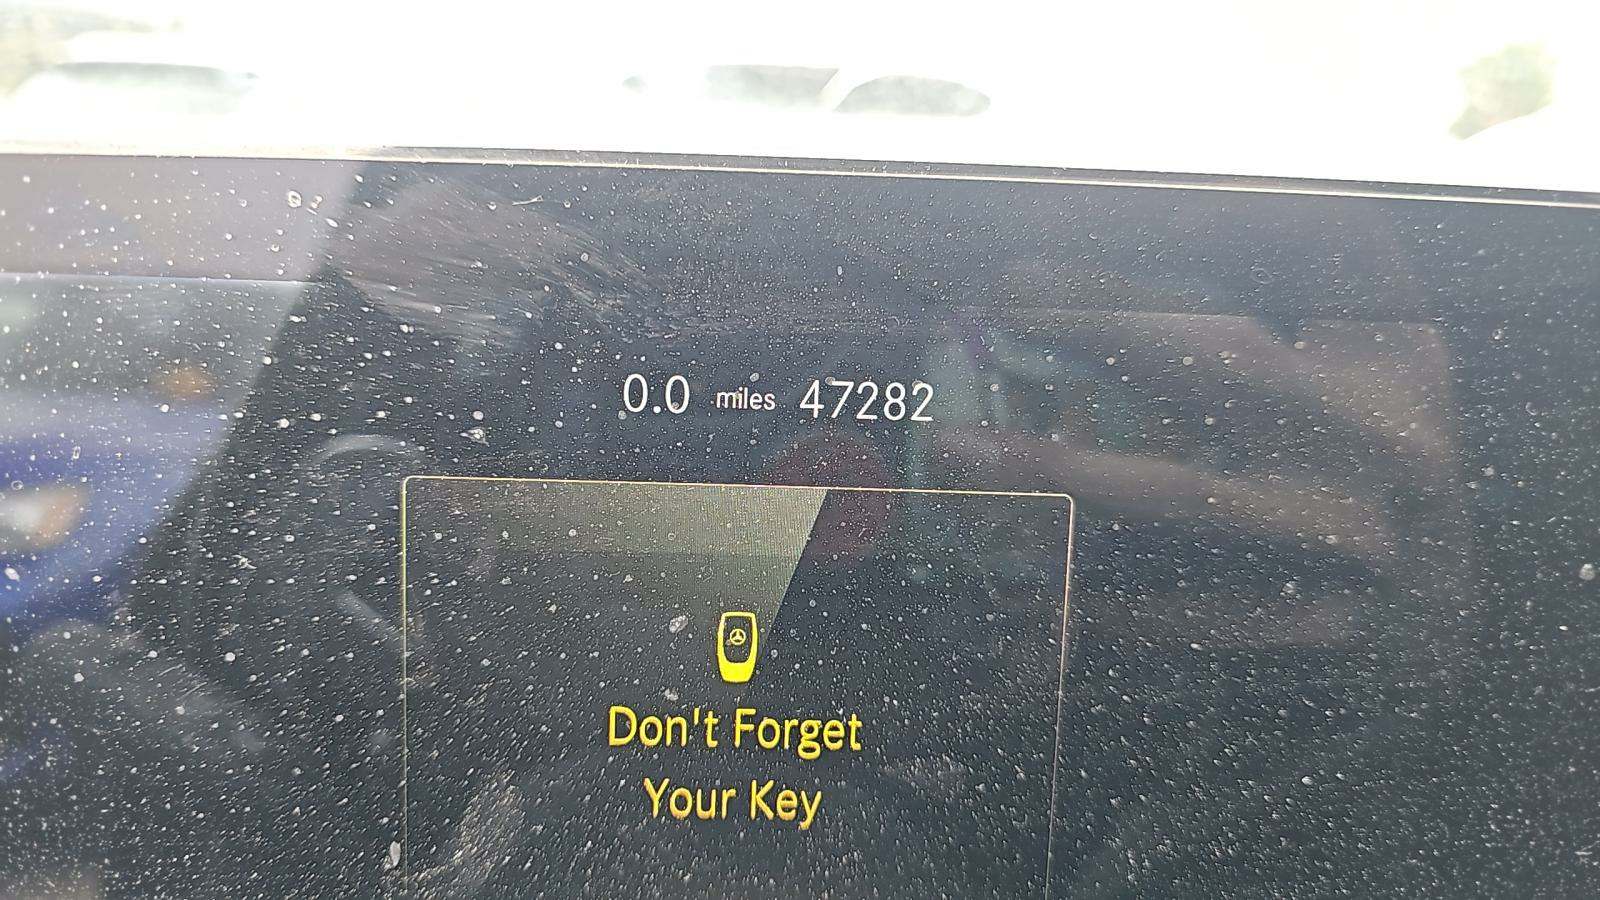 0.0 miles 47282
Don't Forget
Your Key